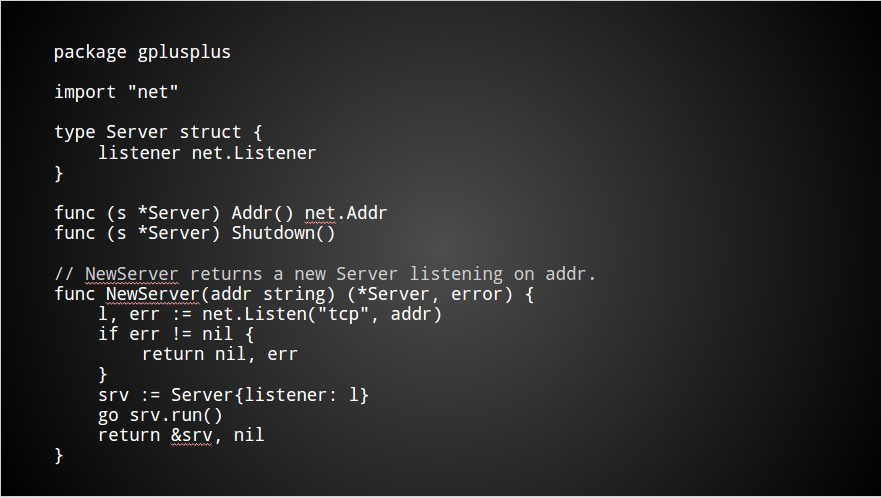 package gplusplus
import "net"
type Server struct {
listener net.Listener
}
func (s *Server) Addr() net.Addr
func (s *Server) Shutdown()
// NewServer returns a new Server listening on addr.
func NewServer(addr string) (*Server, error) {
l, err := net.Listen("tcp", addr)
if err != nil {
return nil, err
}
srv := Server{listener: l}
go srv.run()
return &srv, nil
}